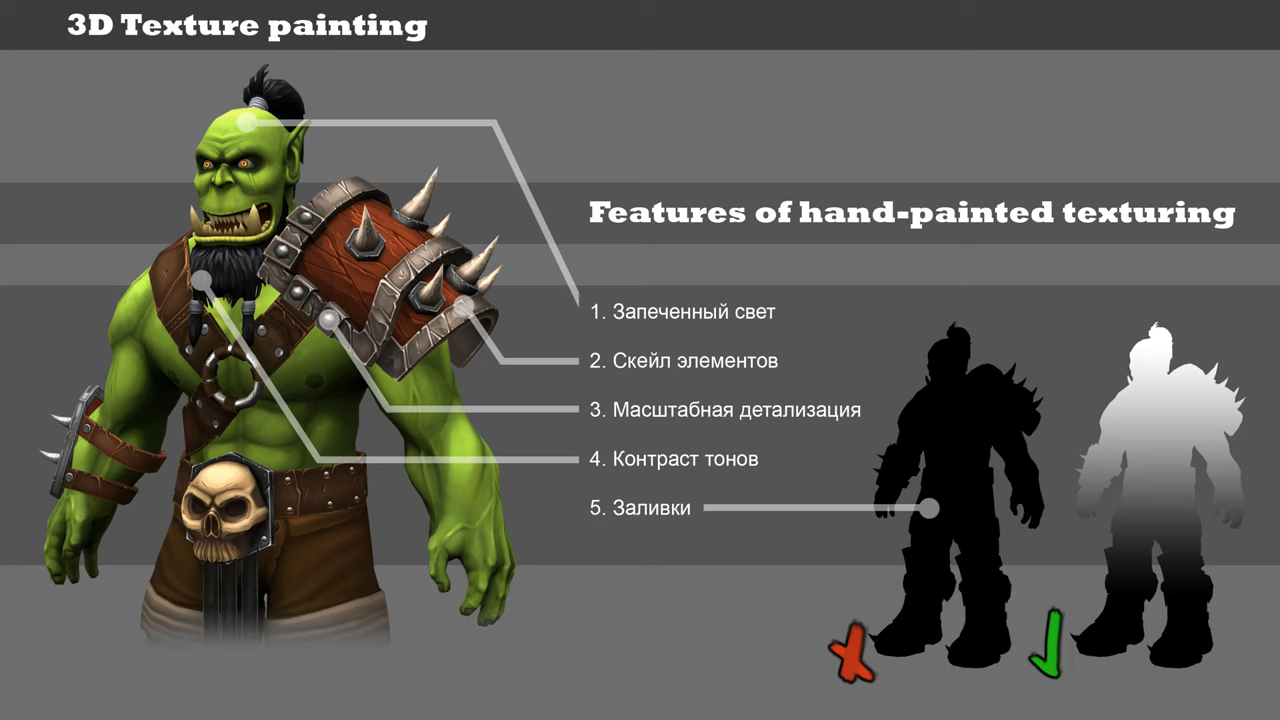 3D Texture painting
Features of hand-painted texturing
1. Запеченный свет
2. Скейл элементов
3. Масштабная детализация
4. Контраст тонов
5. Заливки